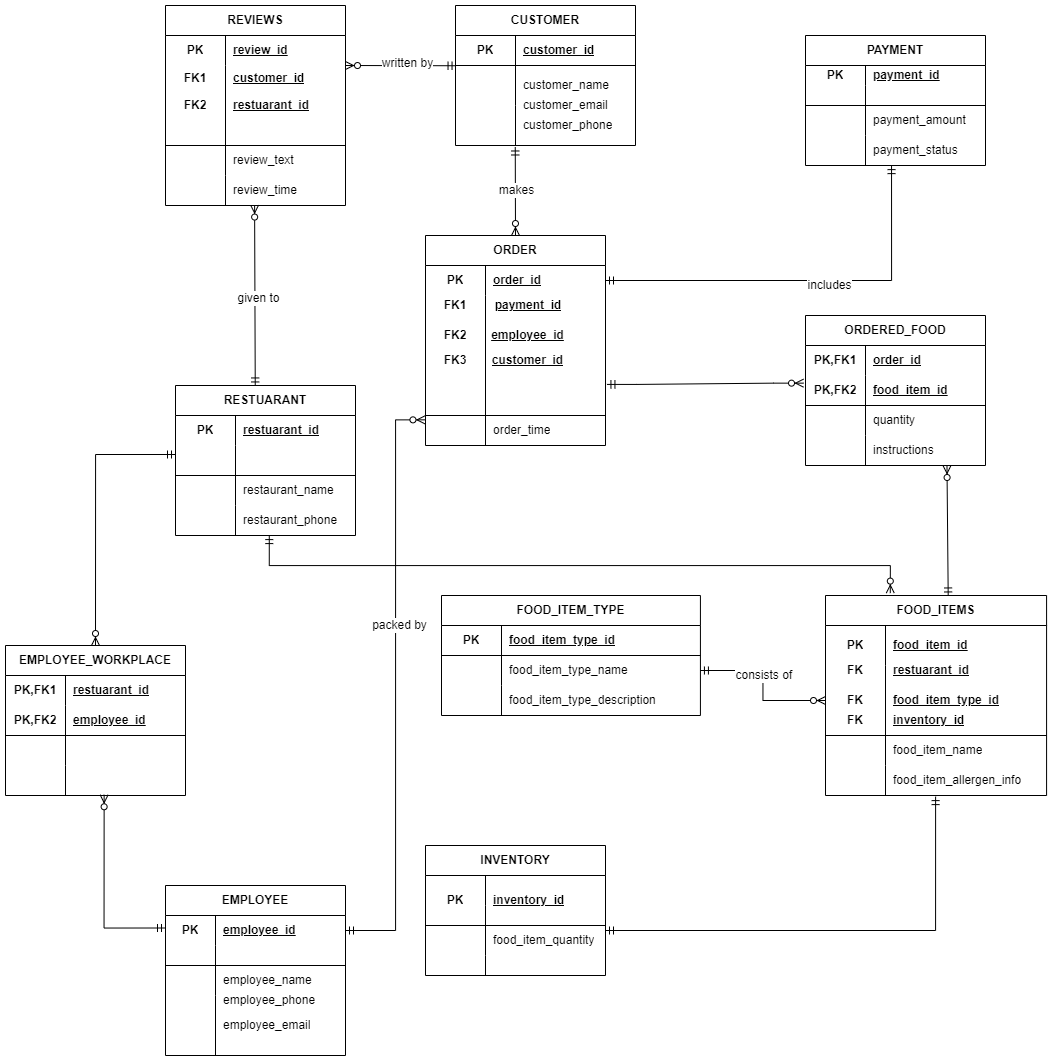 REVIEWS
PK review_id
FK1 customer_id
FK2 restuarant_id
review_text
review_time
CUSTOMER
PK customer_id
customer_name
customer_email
customer_phone
written by
PAYMENT
PK payment_id
payment_amount
payment_status
makes
given to
ORDER
PK order_id
FK1 payment_id
FK2 employee_id
FK3 customer_id
order_time
includes
ORDERED_FOOD
PK,FK1 order_id
PK,FK2 food_item_id
quantity
instructions
RESTUARANT
PK restuarant_id
restaurant_name
restaurant_phone
packed by
FOOD_ITEM_TYPE
PK food_item_type_id
food_item_type_name
food_item_type_description
consists of
FOOD_ITEMS
PK food_item_id
FK restuarant_id
FK food_item_type_id
FK inventory_id
food_item_name
food_item_allergen_info
EMPLOYEE_WORKPLACE
PK,FK1 restuarant_id
PK,FK2 employee_id
EMPLOYEE
PK employee_id
employee_name
employee_phone
employee_email
INVENTORY
PK inventory_id
food_item_quantity